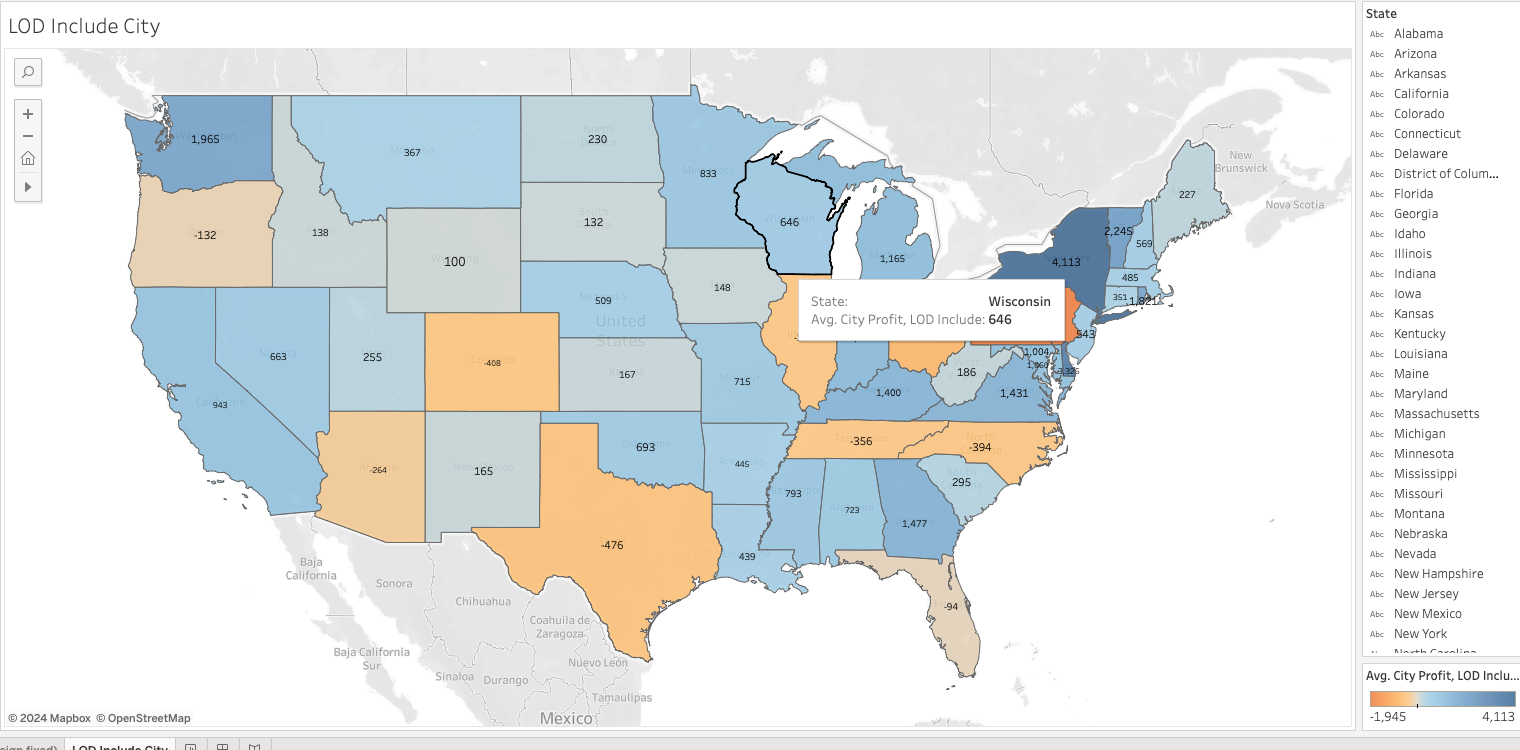 LOD Include City
1,965
367
230
833
646
1,165
227
New
Brunswick
Nova Scotia
-132
138
100
132
148
4,113
2,245
569
485
351
1,821
509
United
States
State: Wisconsin
Avg. City Profit, LOD Include: 646
543
943
663
255
-408
167
715
1,400
186
1,004
1,431
-264
165
693
445
-356
-394
793
723
1,477
295
-476
439
-94
Baja
California
Sonora
Chihuahua
Coahuila de
Zaragoza
Baja California
Sur
Sinaloa
Durango
Nuevo León
Tamaulipas
Mexico
© 2024 Mapbox © OpenStreetMap
State
Abc Alabama
Abc Arizona
Abc Arkansas
Abc California
Abc Colorado
Abc Connecticut
Abc Delaware
Abc District of Colum...
Abc Florida
Abc Georgia
Abc Idaho
Abc Illinois
Abc Indiana
Abc Iowa
Abc Kansas
Abc Kentucky
Abc Louisiana
Abc Maine
Abc Maryland
Abc Massachusetts
Abc Michigan
Abc Minnesota
Abc Mississippi
Abc Missouri
Abc Montana
Abc Nebraska
Abc Nevada
Abc New Hampshire
Abc New Jersey
Abc New Mexico
Abc New York
Abc North Carolina
Avg. City Profit, LOD Inclu...
-1,945 4,113
LOD Include City